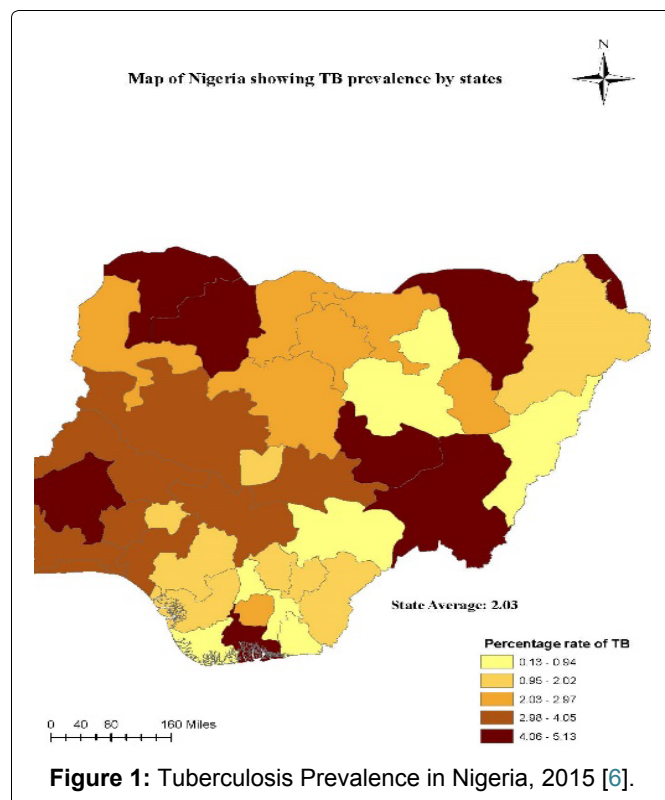 N
Map of Nigeria showing TB prevalence by states
State Average: 2.03
Percentage rate of TB
0.13 - 0.94
0.95 - 2.02
2.03 - 2.97
2.98 - 4.05
4.06 - 5.13
0 40 80 160 Miles
Figure 1: Tuberculosis Prevalence in Nigeria, 2015 [6].